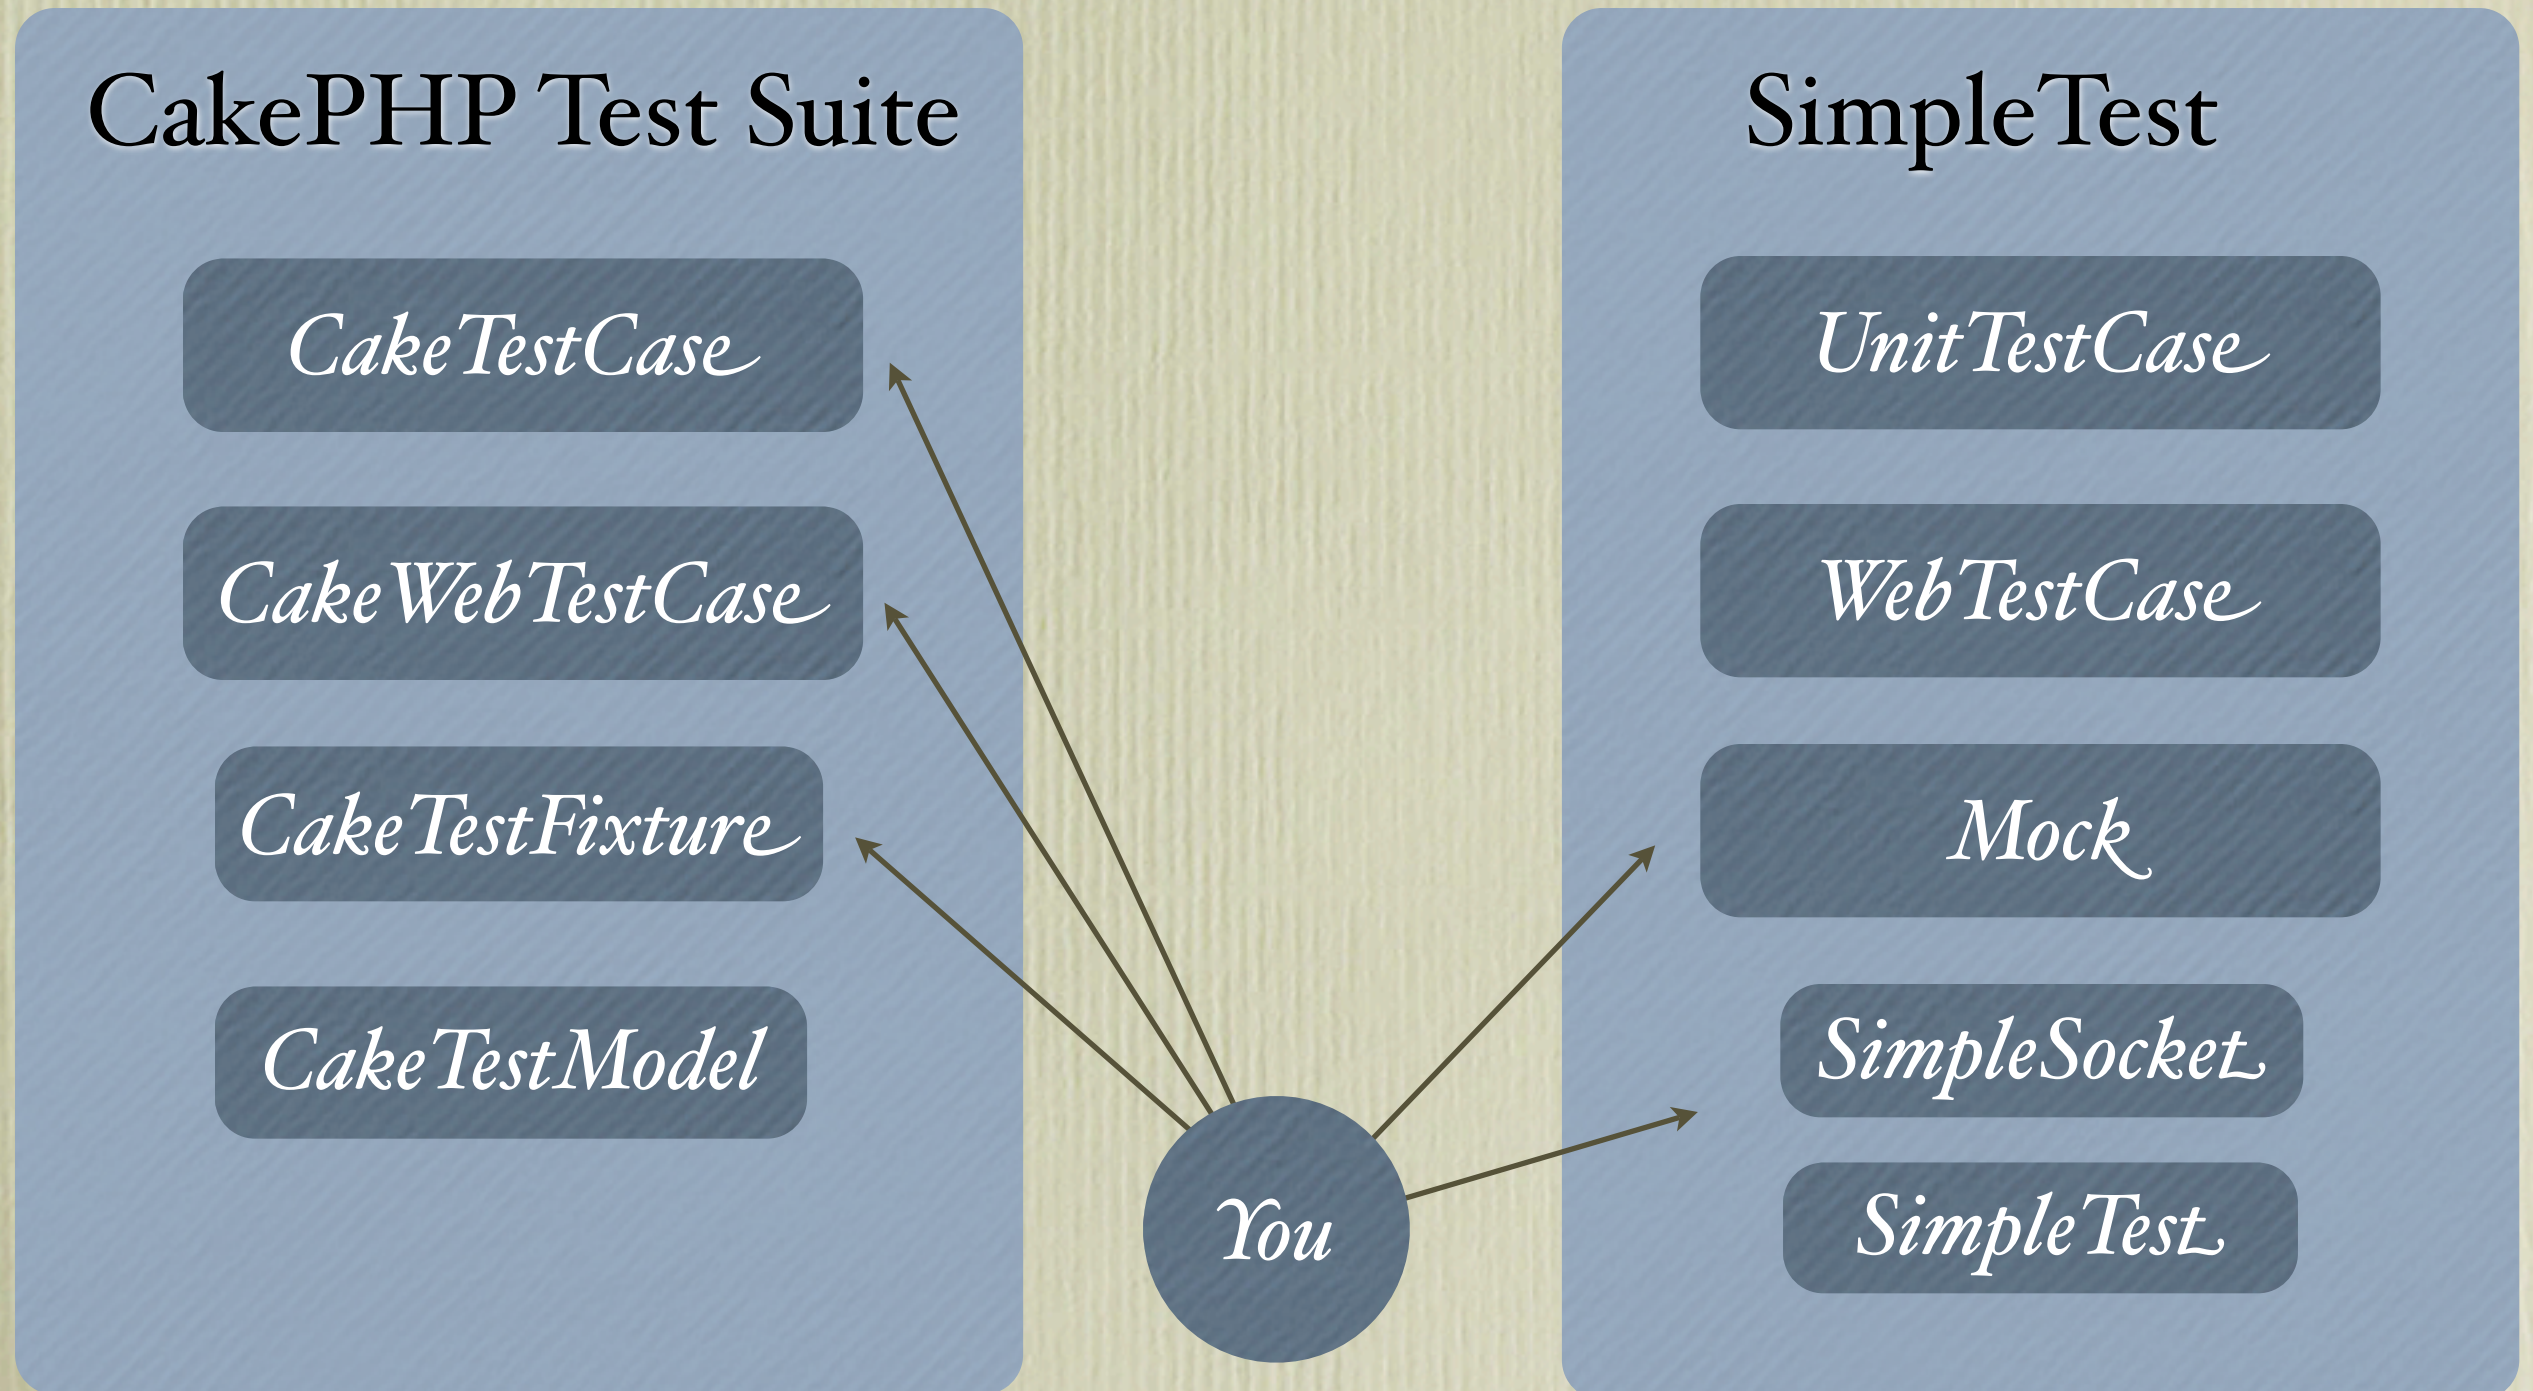 CakePHP Test Suite
CakeTestCase
CakeWebTestCase
CakeTestFixture
CakeTestModel
You
SimpleTest
UnitTestCase
WebTestCase
Mock
SimpleSocket
SimpleTest